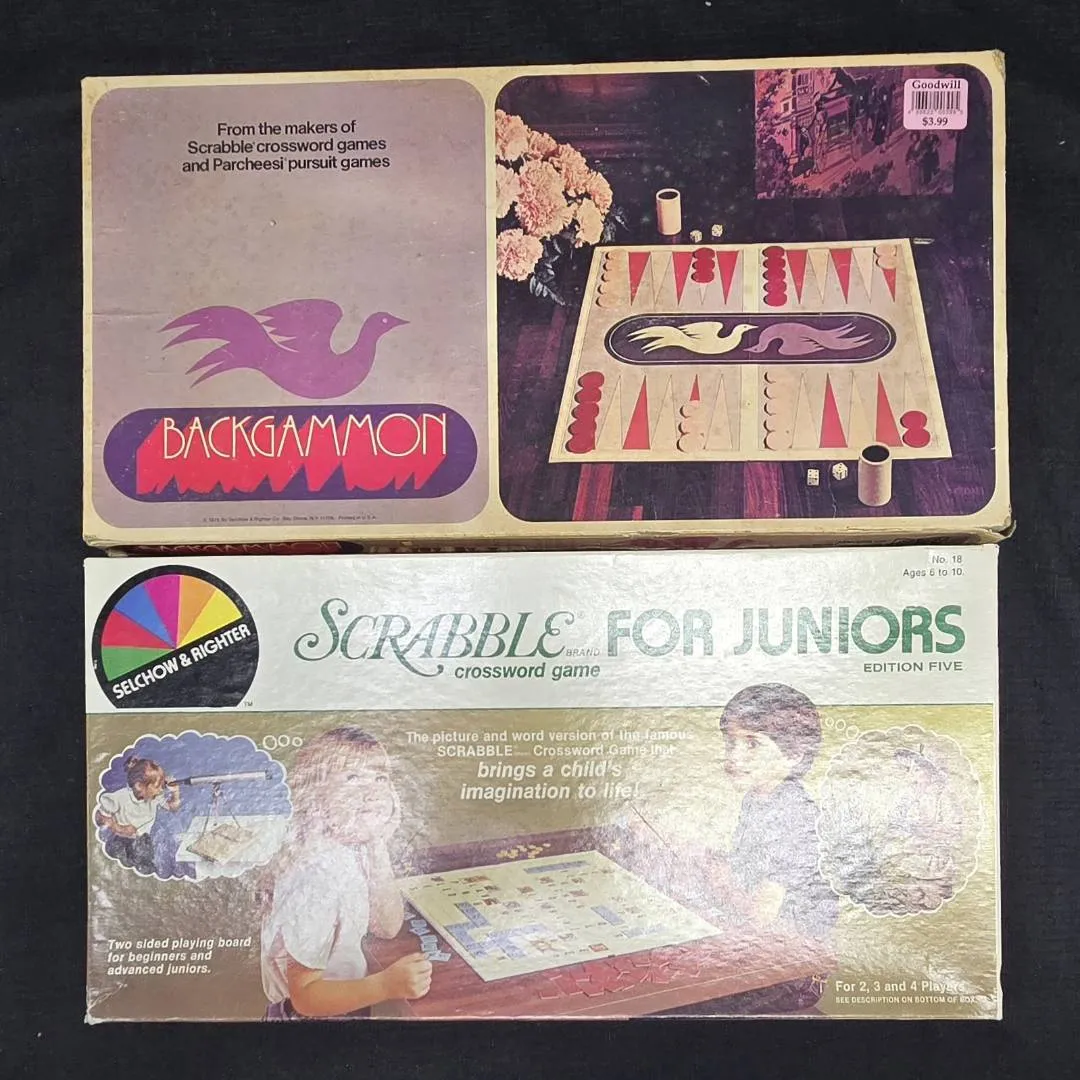 From the makers of
Scrabble® crossword games
and Parcheesi® pursuit games
BACKGAMMON
Goodwill
$3.99
No. 18
Ages 6 to 10.
SELCHOW & RIGHTER
TM
SCRABBLE® BRAND FOR JUNIORS
crossword game
EDITION FIVE
The picture and word version of the famous
SCRABBLE Crossword Game that
brings a child's
imagination to life!
Two sided playing board
for beginners and
advanced juniors.
For 2, 3 and 4 Players
SEE DESCRIPTION ON BOTTOM OF BOX